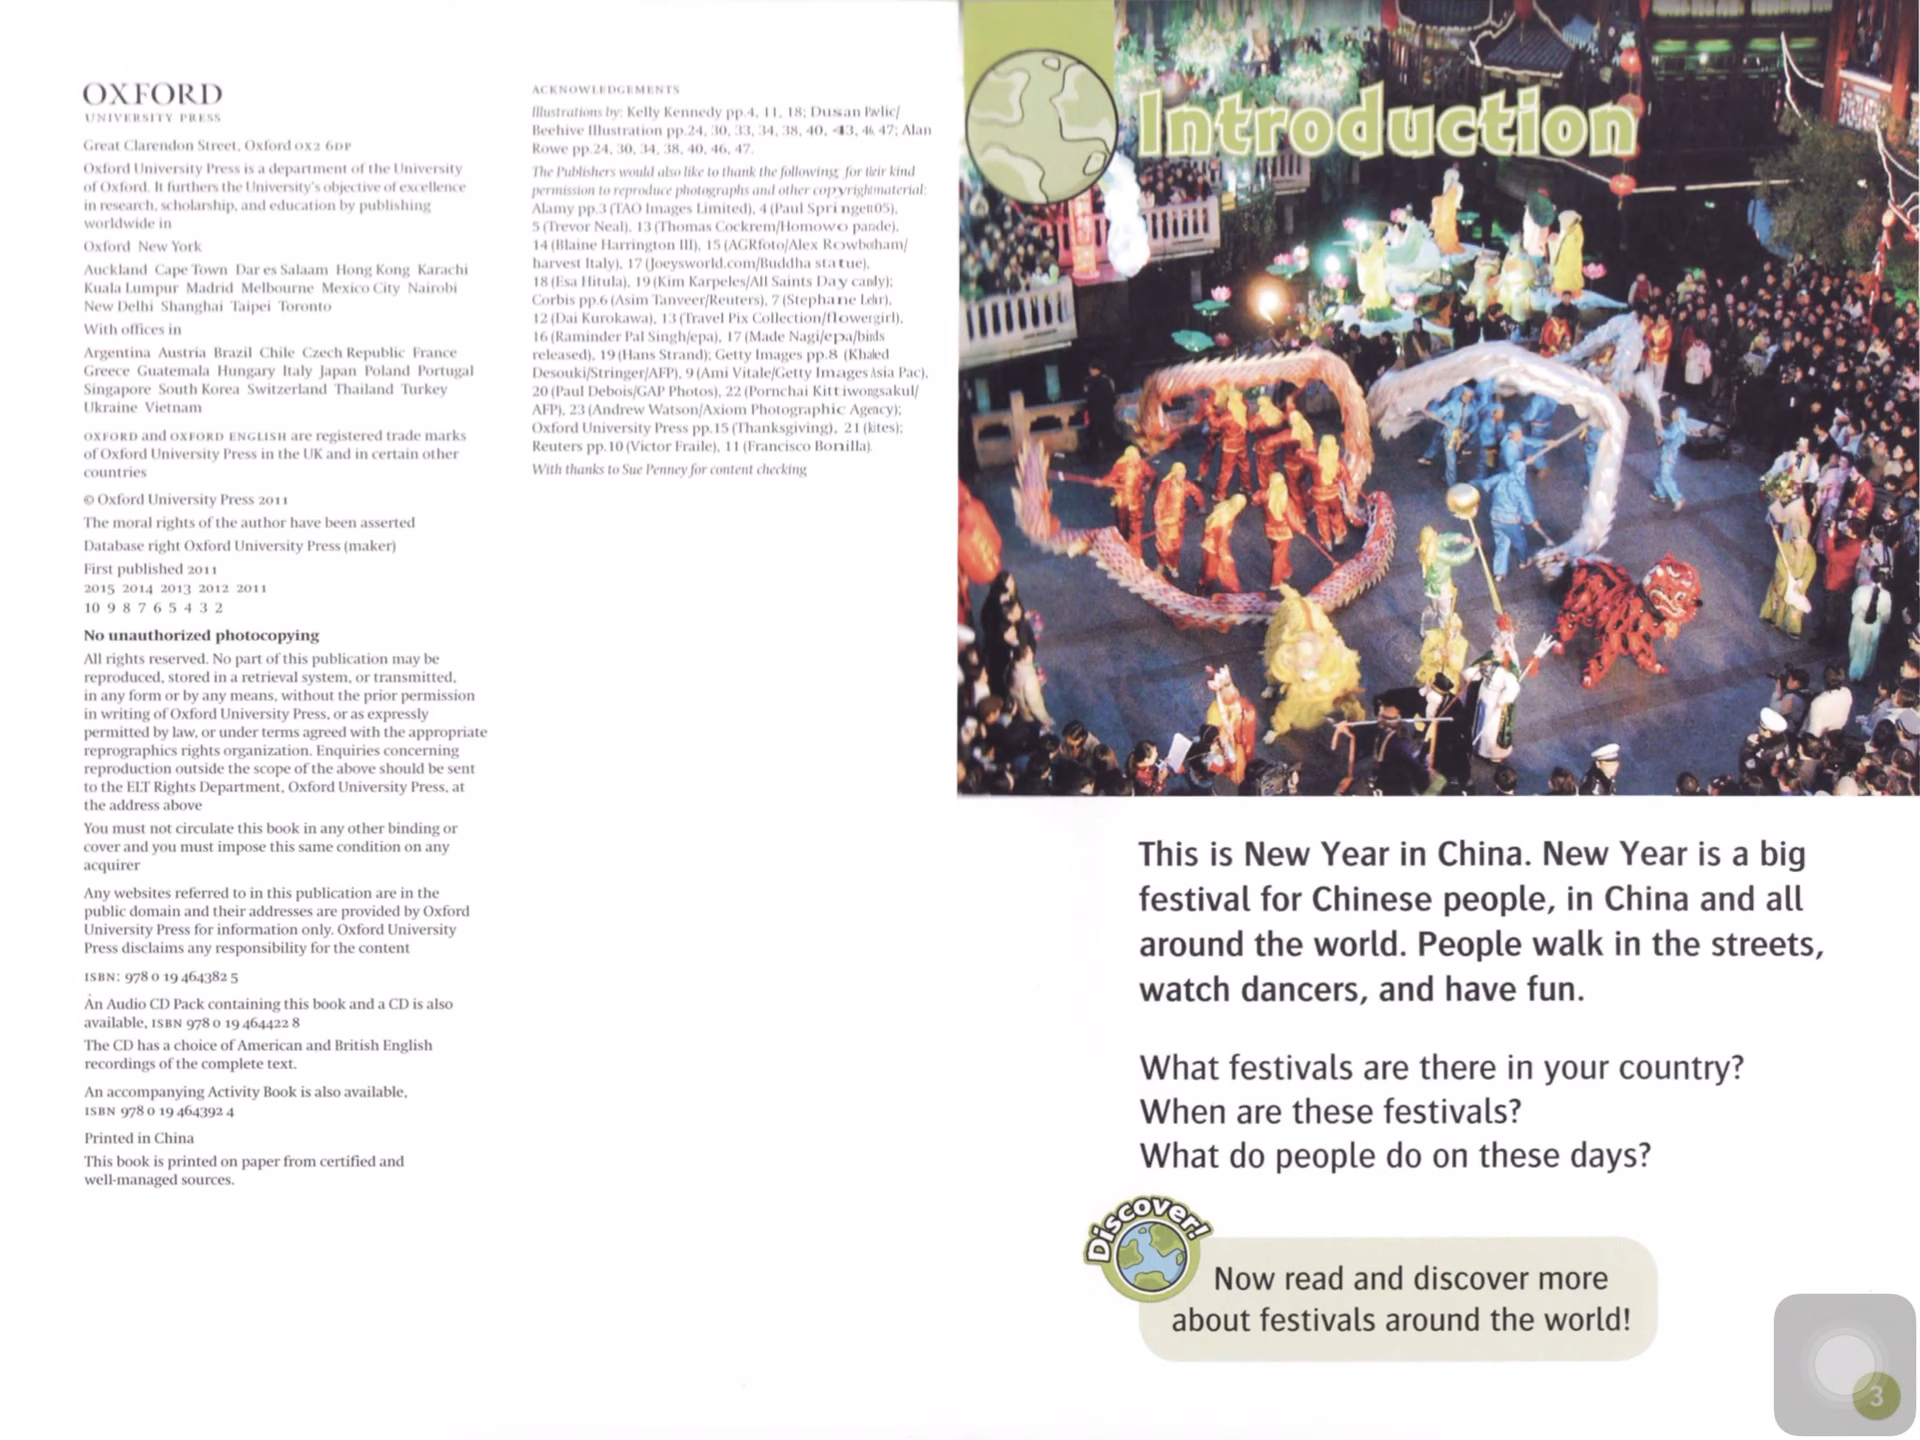 OXFORD
UNIVERSITY PRESS
Great Clarendon Street, Oxford OX2 6DP
Oxford University Press is a department of the University
of Oxford. It furthers the University's objective of excellence
in research, scholarship, and education by publishing
worldwide in
Oxford New York
Auckland Cape Town Dar es Salaam Hong Kong Karachi
Kuala Lumpur Madrid Melbourne Mexico City Nairobi
New Delhi Shanghai Taipei Toronto
With offices in
Argentina Austria Brazil Chile Czech Republic France
Greece Guatemala Hungary Italy Japan Poland Portugal
Singapore South Korea Switzerland Thailand Turkey
Ukraine Vietnam
OXFORD and OXFORD ENGLISH are registered trade marks
of Oxford University Press in the UK and in certain other
countries
© Oxford University Press 2011
The moral rights of the author have been asserted
Database right Oxford University Press (maker)
First published 2011
2015 2014 2013 2012 2011
10 9 8 7 6 5 4 3 2
No unauthorized photocopying
All rights reserved. No part of this publication may be
reproduced, stored in a retrieval system, or transmitted,
in any form or by any means, without the prior permission
in writing of Oxford University Press, or as expressly
permitted by law, or under terms agreed with the appropriate
reprographics rights organization. Enquiries concerning
reproduction outside the scope of the above should be sent
to the ELT Rights Department, Oxford University Press, at
the address above
You must not circulate this book in any other binding or
cover and you must impose this same condition on any
acquirer
Any websites referred to in this publication are in the
public domain and their addresses are provided by Oxford
University Press for information only. Oxford University
Press disclaims any responsibility for the content
ISBN: 978 0 19 464382 5
An Audio CD Pack containing this book and a CD is also
available, ISBN 978 0 19 464422 8
The CD has a choice of American and British English
recordings of the complete text.
An accompanying Activity Book is also available,
ISBN 978 0 19 464392 4
Printed in China
This book is printed on paper from certified and
well-managed sources.
ACKNOWLEDGEMENTS
Illustrations by: Kelly Kennedy pp.4, 11, 18; Dusan Pavlic/
Beehive Illustration pp.24, 30, 33, 34, 38, 40, 43, 46, 47; Alan
Rowe pp.24, 30, 34, 38, 40, 46, 47.
The Publishers would also like to thank the following for their kind
permission to reproduce photographs and other copyright material:
Alamy pp.3 (TAO Images Limited), 4 (Paul Springett 05),
5 (Trevor Neal), 13 (Thomas Cockrem/Homowo parade),
14 (Blaine Harrington III), 15 (AGRfoto/Alex Rowbotham/
harvest Italy), 17 (Joeysworld.com/Buddha statue),
18 (Esa Hiltula), 19 (Kim Karpeles/All Saints Day candy);
Corbis pp.6 (Asim Tanveer/Reuters), 7 (Stephane Lehr),
12 (Dai Kurokawa), 13 (Travel Pix Collection/flower girl),
16 (Raminder Pal Singh/epa), 17 (Made Nagi/epa/birds
released), 19 (Hans Strand); Getty Images pp.8 (Khaled
Desouki/Stringer/AFP), 9 (Ami Vitale/Getty Images Asia Pac),
20 (Paul Debois/GAP Photos), 22 (Pornchai Kittiwongsakul/
AFP), 23 (Andrew Watson/Axiom Photographic Agency);
Oxford University Press pp.15 (Thanksgiving), 21 (kites);
Reuters pp.10 (Victor Fraile), 11 (Francisco Bonilla).
With thanks to Sue Penney for content checking
Introduction
This is New Year in China. New Year is a big
festival for Chinese people, in China and all
around the world. People walk in the streets,
watch dancers, and have fun.
What festivals are there in your country?
When are these festivals?
What do people do on these days?
Discover!
Now read and discover more
about festivals around the world!
3